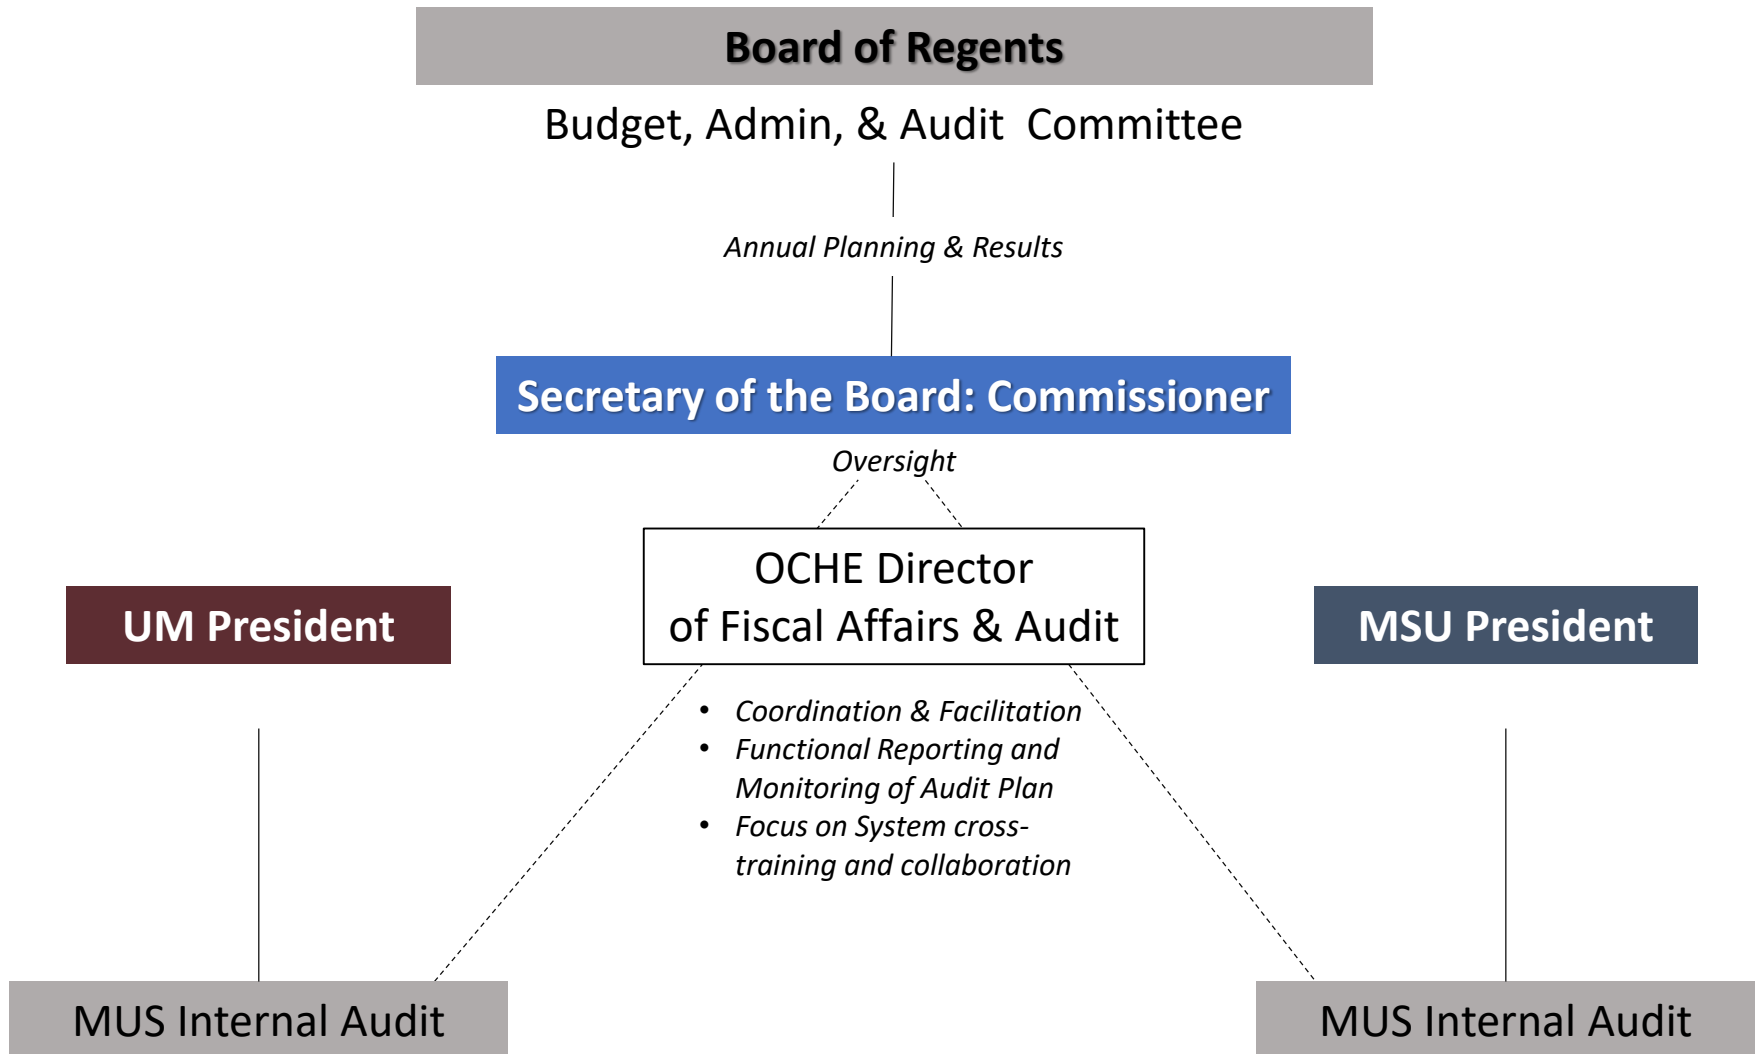 Board of Regents
Budget, Admin, & Audit Committee
Annual Planning & Results
Secretary of the Board: Commissioner
Oversight
OCHE Director
of Fiscal Affairs & Audit
UM President
MSU President
• Coordination & Facilitation
• Functional Reporting and
Monitoring of Audit Plan
• Focus on System cross-
training and collaboration
MUS Internal Audit
MUS Internal Audit